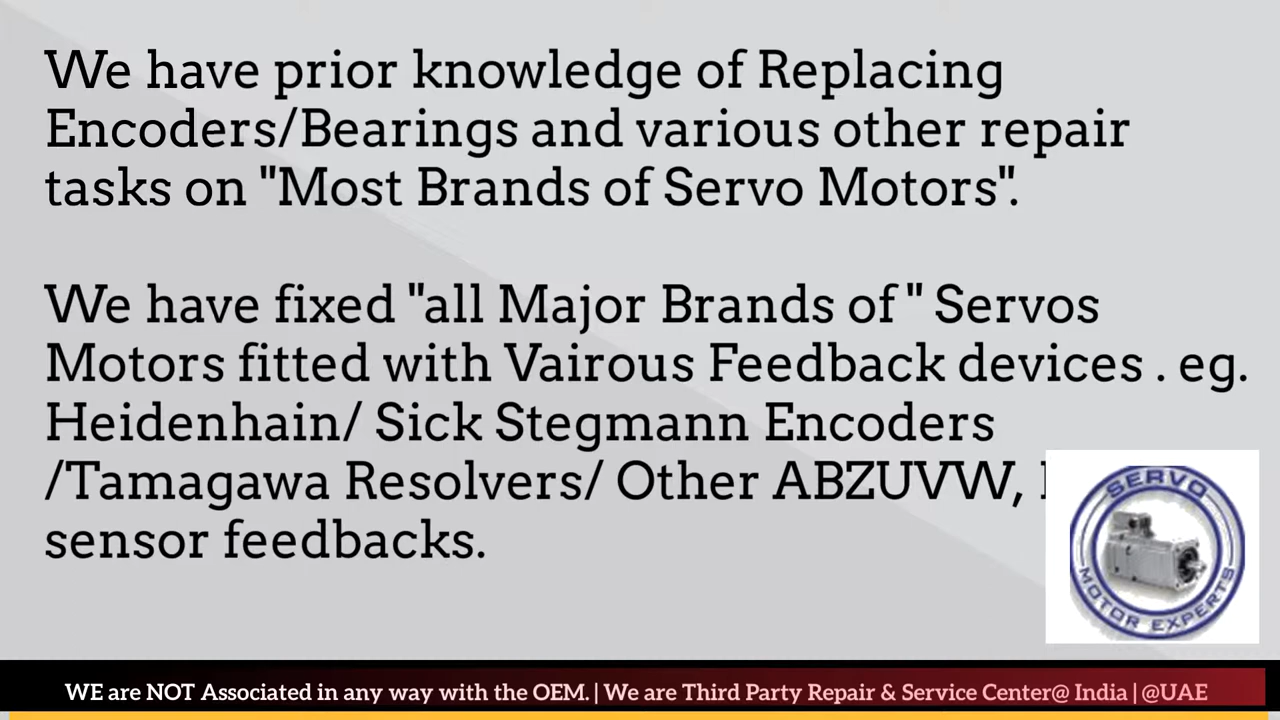 We have prior knowledge of Replacing
Encoders/Bearings and various other repair
tasks on "Most Brands of Servo Motors".
We have fixed "all Major Brands of " Servos
Motors fitted with Vairous Feedback devices . eg.
Heidenhain/ Sick Stegmann Encoders
/Tamagawa Resolvers/ Other ABZUVW,
sensor feedbacks.
SERVO
MOTOR EXPERTS
WE are NOT Associated in any way with the OEM. | We are Third Party Repair & Service Center@ India | @UAE